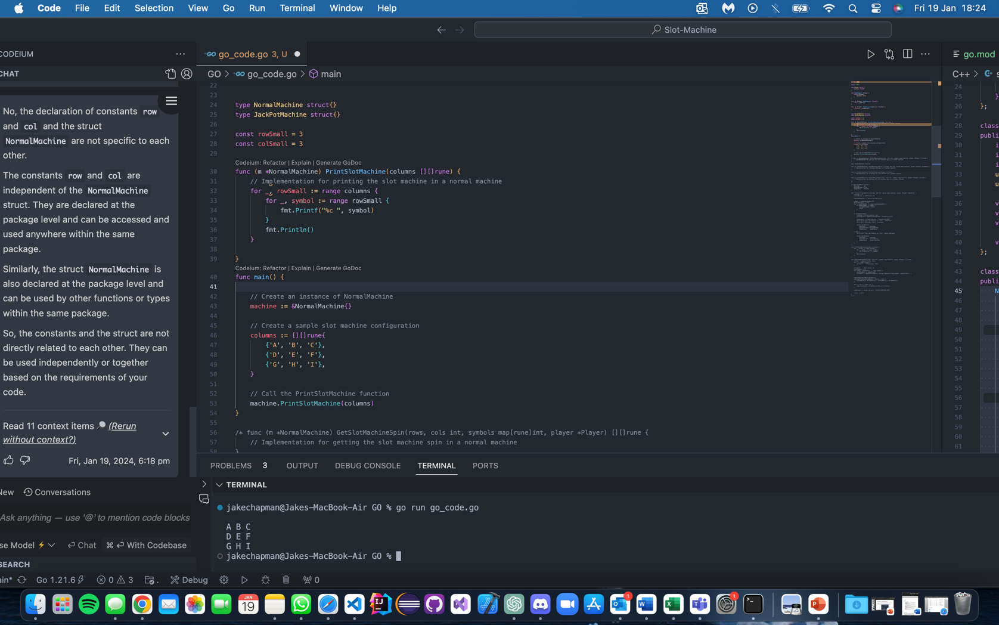 Code File Edit Selection View Go Run Terminal Window Help
Fri 19 Jan 18:24
Slot-Machine
CODEIUM
CHAT
No, the declaration of constants row
and col and the struct
NormalMachine are not specific to each
other.
The constants row and col are
independent of the NormalMachine
struct. They are declared at the
package level and can be accessed and
used anywhere within the same
package.
Similarly, the struct NormalMachine is
also declared at the package level and
can be used by other functions or types
within the same package.
So, the constants and the struct are not
directly related to each other. They can
be used independently or together
based on the requirements of your
code.
Read 11 context items (Rerun
without context?)
Fri, Jan 19, 2024, 6:18 pm
New Conversations
Ask anything — use '@' to mention code blocks
se Model Chat ⌘ ↩ With Codebase
SEARCH
GO go_code.go 3, U
GO > go_code.go > main
22
23
24 type NormalMachine struct{}
25 type JackPotMachine struct{}
26
27 const rowSmall = 3
28 const colSmall = 3
29
Codeium: Refactor | Explain | Generate GoDoc
30 func (m *NormalMachine) PrintSlotMachine(columns [][]rune) {
31 // Implementation for printing the slot machine in a normal machine
32 for _, rowSmall := range columns {
33 for _, symbol := range rowSmall {
34 fmt.Printf("%c ", symbol)
35 }
36 fmt.Println()
37 }
38
39 }
Codeium: Refactor | Explain | Generate GoDoc
40 func main() {
41
42 // Create an instance of NormalMachine
43 machine := &NormalMachine{}
44
45 // Create a sample slot machine configuration
46 columns := [][]rune{
47 {'A', 'B', 'C'},
48 {'D', 'E', 'F'},
49 {'G', 'H', 'I'},
50 }
51
52 // Call the PrintSlotMachine function
53 machine.PrintSlotMachine(columns)
54 }
55
56 /* func (m *NormalMachine) GetSlotMachineSpin(rows, cols int, symbols map[rune]int, player *Player) [][]rune {
57 // Implementation for getting the slot machine spin in a normal machine
58 }
go.mod
C++ >
24
25 }
26 };
27
28 class
29 publi
30 i
31 i
32 i
33 u
34 u
35
36 v
37 v
38 v
39
40 v
41 };
42
43 class
44 publi
45 N
46
47
48
49
50
51
52
53
54
55
56
57
58
59
60
61
PROBLEMS 3 OUTPUT DEBUG CONSOLE TERMINAL PORTS
TERMINAL
jakechapman@Jakes-MacBook-Air GO % go run go_code.go
A B C
D E F
G H I
jakechapman@Jakes-MacBook-Air GO %
ain* Go 1.21.6 0 3 Debug 0
JAN
19
1
1